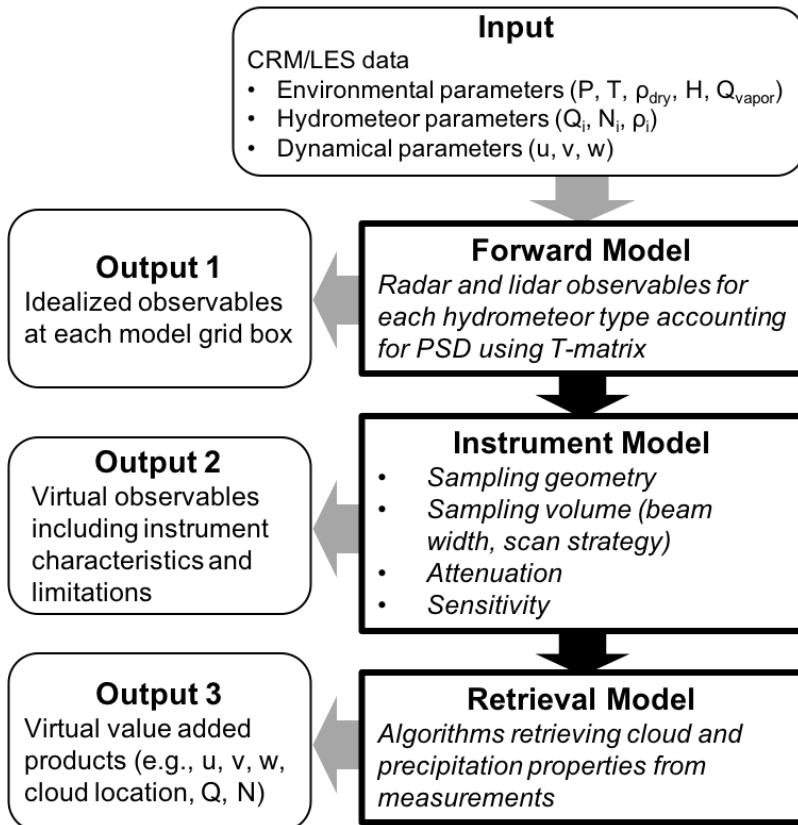 Input
CRM/LES data
• Environmental parameters (P, T, ρdry, H, Qvapor)
• Hydrometeor parameters (Qi, Ni, ρi)
• Dynamical parameters (u, v, w)
Forward Model
Radar and lidar observables for
each hydrometeor type accounting
for PSD using T-matrix
Output 1
Idealized observables
at each model grid box
Instrument Model
• Sampling geometry
• Sampling volume (beam
width, scan strategy)
• Attenuation
• Sensitivity
Output 2
Virtual observables
including instrument
characteristics and
limitations
Retrieval Model
Algorithms retrieving cloud and
precipitation properties from
measurements
Output 3
Virtual value added
products (e.g., u, v, w,
cloud location, Q, N)